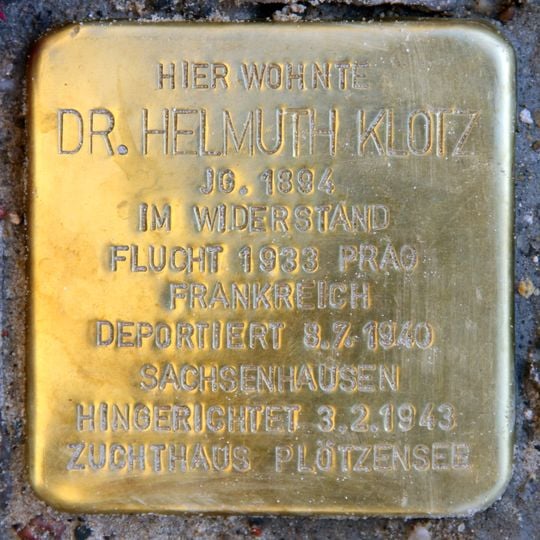 HIER WOHNTE
DR. HELMUTH KLOTZ
JG. 1894
IM WIDERSTAND
FLUCHT 1933 PRAG
FRANKREICH
DEPORTIERT 8.7.1940
SACHSENHAUSEN
HINGERICHTET 3.2.1943
ZUCHTHAUS PLÖTZENSEE